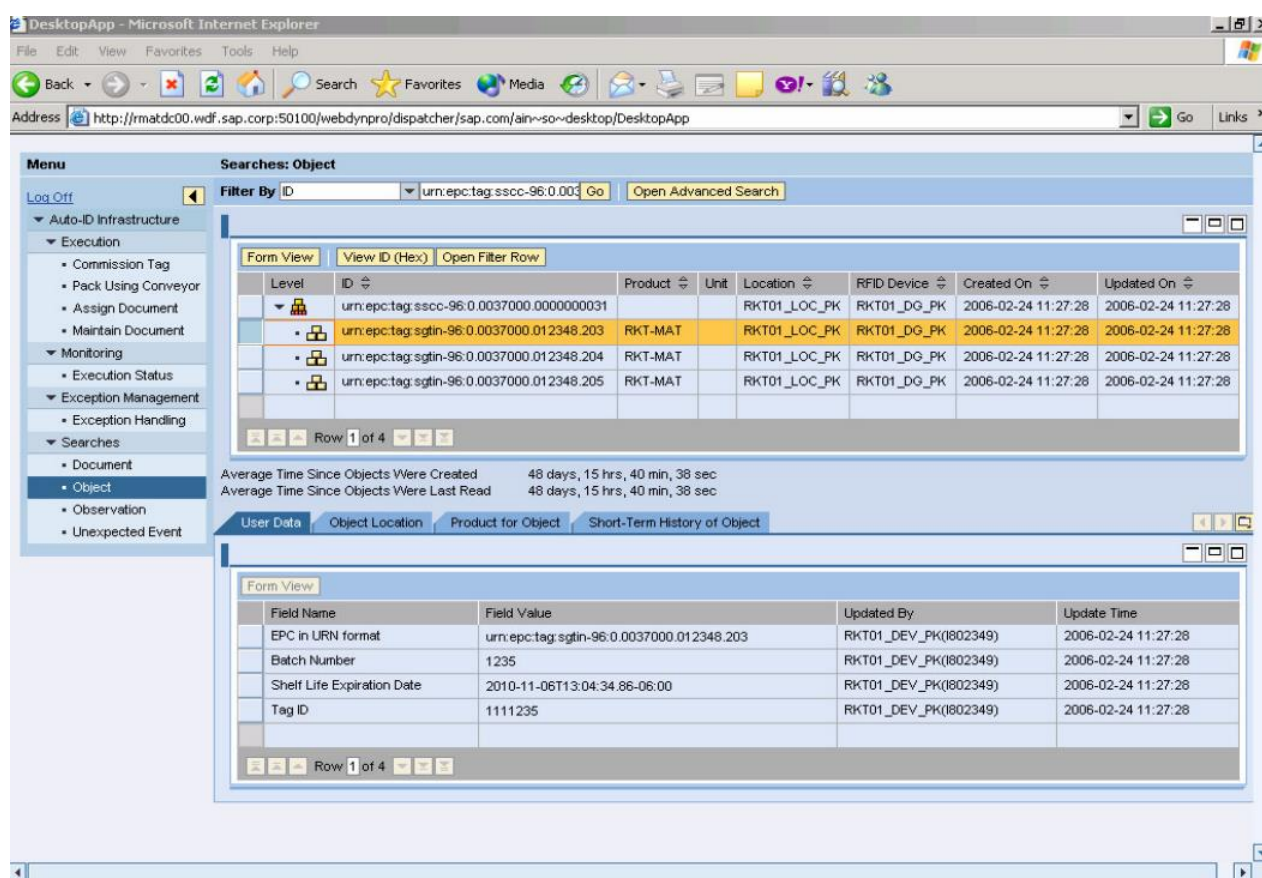 DesktopApp - Microsoft Internet Explorer
File Edit View Favorites Tools Help
Back Search Favorites Media
Address http://rmatdc00.wdf.sap.corp:50100/webdynpro/dispatcher/sap.com/ain~so~desktop/DesktopApp Go Links
Menu
Log Off
Auto-ID Infrastructure
Execution
Commission Tag
Pack Using Conveyor
Assign Document
Maintain Document
Monitoring
Execution Status
Exception Management
Exception Handling
Searches
Document
Object
Observation
Unexpected Event
Searches: Object
Filter By ID urn:epc:tag:sscc-96:0.003 Go Open Advanced Search
Form View View ID (Hex) Open Filter Row
Level ID Product Unit Location RFID Device Created On Updated On
urn:epc:tag:sscc-96:0.0037000.0000000031 RKT01_LOC_PK RKT01_DG_PK 2006-02-24 11:27:28 2006-02-24 11:27:28
urn:epc:tag:sgtin-96:0.0037000.012348.203 RKT-MAT RKT01_LOC_PK RKT01_DG_PK 2006-02-24 11:27:28 2006-02-24 11:27:28
urn:epc:tag:sgtin-96:0.0037000.012348.204 RKT-MAT RKT01_LOC_PK RKT01_DG_PK 2006-02-24 11:27:28 2006-02-24 11:27:28
urn:epc:tag:sgtin-96:0.0037000.012348.205 RKT-MAT RKT01_LOC_PK RKT01_DG_PK 2006-02-24 11:27:28 2006-02-24 11:27:28
Row 1 of 4
Average Time Since Objects Were Created 48 days, 15 hrs, 40 min, 38 sec
Average Time Since Objects Were Last Read 48 days, 15 hrs, 40 min, 38 sec
User Data Object Location Product for Object Short-Term History of Object
Form View
Field Name Field Value Updated By Update Time
EPC in URN format urn:epc:tag:sgtin-96:0.0037000.012348.203 RKT01_DEV_PK(I802349) 2006-02-24 11:27:28
Batch Number 1235 RKT01_DEV_PK(I802349) 2006-02-24 11:27:28
Shelf Life Expiration Date 2010-11-06T13:04:34.86-06:00 RKT01_DEV_PK(I802349) 2006-02-24 11:27:28
Tag ID 1111235 RKT01_DEV_PK(I802349) 2006-02-24 11:27:28
Row 1 of 4